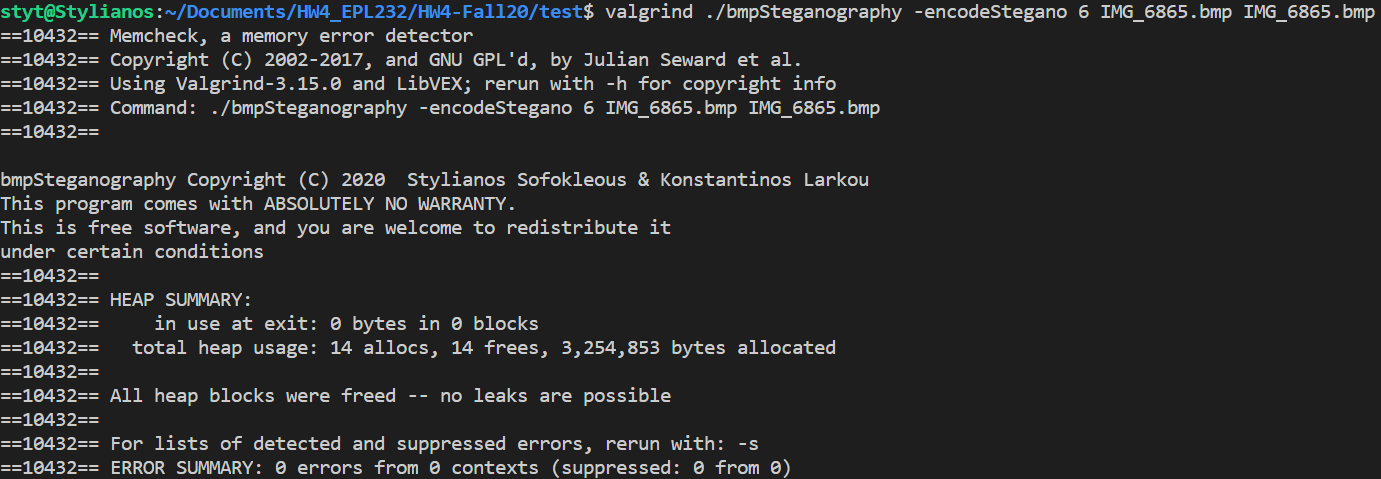 styt@Stylianos:~/Documents/HW4_EPL232/HW4-Fall20/test$ valgrind ./bmpSteganography -encodeStegano 6 IMG_6865.bmp IMG_6865.bmp
==10432== Memcheck, a memory error detector
==10432== Copyright (C) 2002-2017, and GNU GPL'd, by Julian Seward et al.
==10432== Using Valgrind-3.15.0 and LibVEX; rerun with -h for copyright info
==10432== Command: ./bmpSteganography -encodeStegano 6 IMG_6865.bmp IMG_6865.bmp
==10432==
bmpSteganography Copyright (C) 2020  Stylianos Sofokleous & Konstantinos Larkou
This program comes with ABSOLUTELY NO WARRANTY.
This is free software, and you are welcome to redistribute it
under certain conditions
==10432==
==10432== HEAP SUMMARY:
==10432==     in use at exit: 0 bytes in 0 blocks
==10432==   total heap usage: 14 allocs, 14 frees, 3,254,853 bytes allocated
==10432==
==10432== All heap blocks were freed -- no leaks are possible
==10432==
==10432== For lists of detected and suppressed errors, rerun with: -s
==10432== ERROR SUMMARY: 0 errors from 0 contexts (suppressed: 0 from 0)